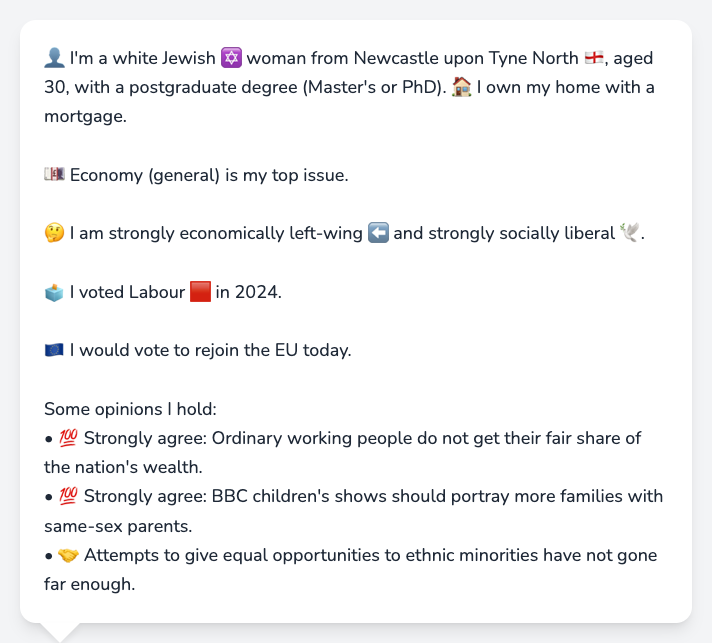 👤 I'm a white Jewish ✡️ woman from Newcastle upon Tyne North 🏴󠁧󠁢󠁥󠁮󠁧󠁿, aged
30, with a postgraduate degree (Master's or PhD). 🏠 I own my home with a
mortgage.
💷 Economy (general) is my top issue.
🤔 I am strongly economically left-wing ⬅️ and strongly socially liberal 🕊️.
🗳️ I voted Labour 🟥 in 2024.
🇪🇺 I would vote to rejoin the EU today.
Some opinions I hold:
• 💯 Strongly agree: Ordinary working people do not get their fair share of
the nation's wealth.
• 💯 Strongly agree: BBC children's shows should portray more families with
same-sex parents.
• 🤝 Attempts to give equal opportunities to ethnic minorities have not gone
far enough.